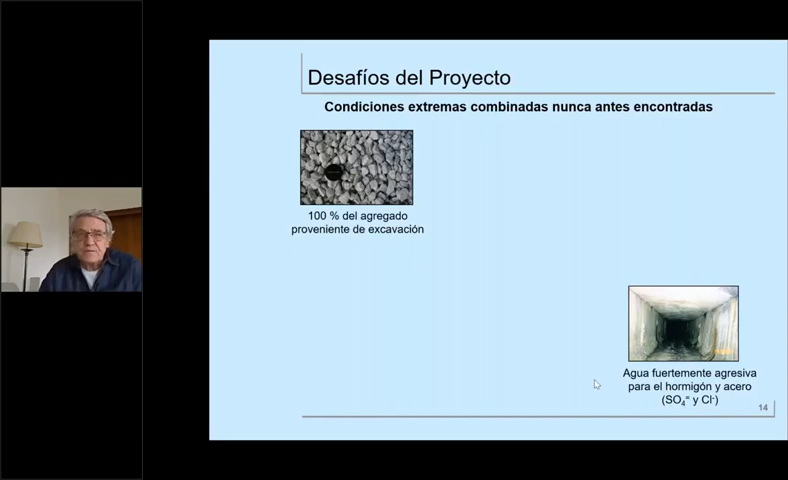 Desafíos del Proyecto
Condiciones extremas combinadas nunca antes encontradas
100 % del agregado
proveniente de excavación
Agua fuertemente agresiva
para el hormigón y acero
(SO₄⁼ y Cl⁻)
14